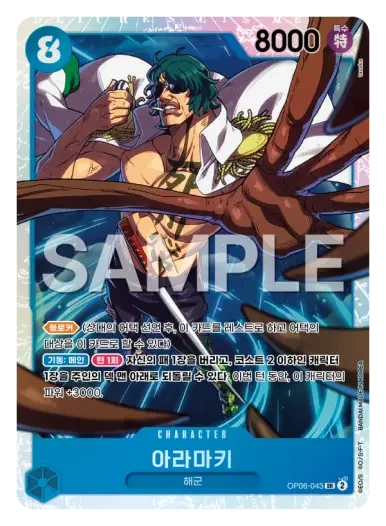 8
8000
특수
特
SAMPLE
블로커 (상대의 어택 선언 후, 이 카드를 레스트로 하고 어택의
대상을 이 카드로 할 수 있다)
기동: 메인 턴 1회 자신의 패 1장을 버리고, 코스트 2 이하인 캐릭터
1장을 주인의 덱 맨 아래로 되돌릴 수 있다. 이번 턴 동안, 이 캐릭터의
파워 +3000.
CHARACTER
아라마키
해군
OP06-043 SR 2